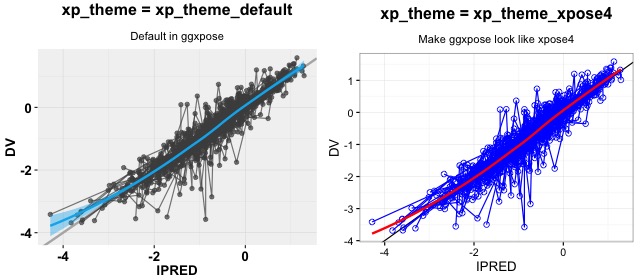 xp_theme = xp_theme_default
Default in ggxpose
DV
0
-2
-4
-4
-2
0
IPRED
xp_theme = xp_theme_xpose4
Make ggxpose look like xpose4
DV
1
0
-1
-2
-3
-4
-4
-2
0
IPRED